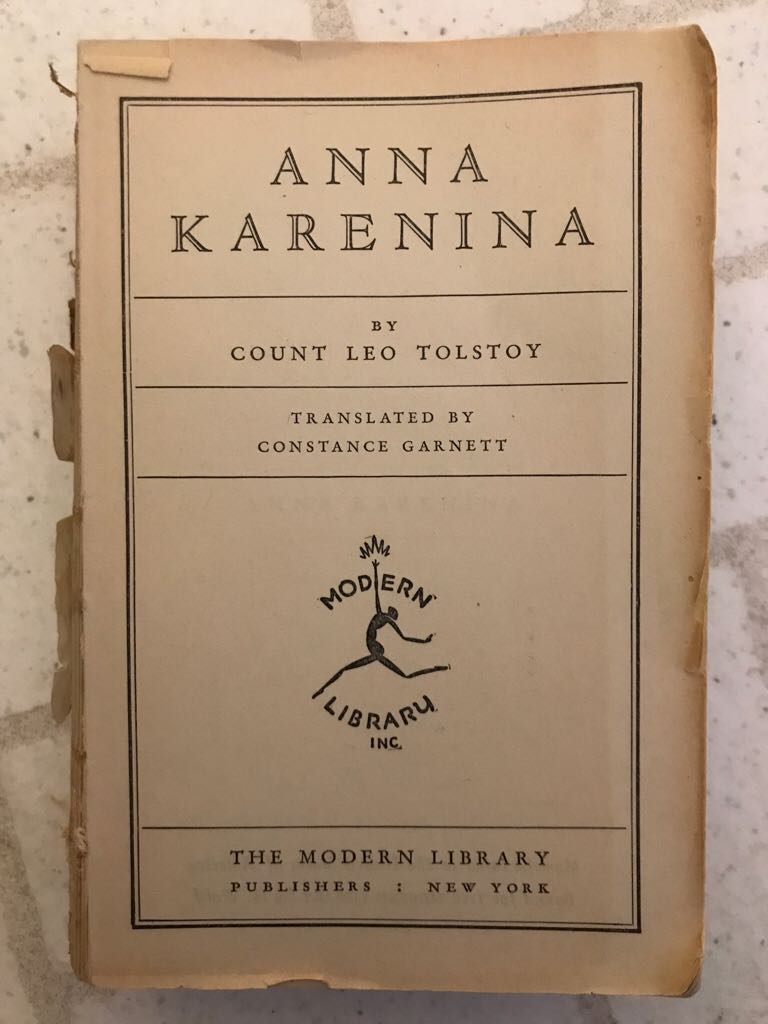 ANNA
KARENINA
BY
COUNT LEO TOLSTOY
TRANSLATED BY
CONSTANCE GARNETT
MODERN
LIBRARY
INC.
THE MODERN LIBRARY
PUBLISHERS : NEW YORK